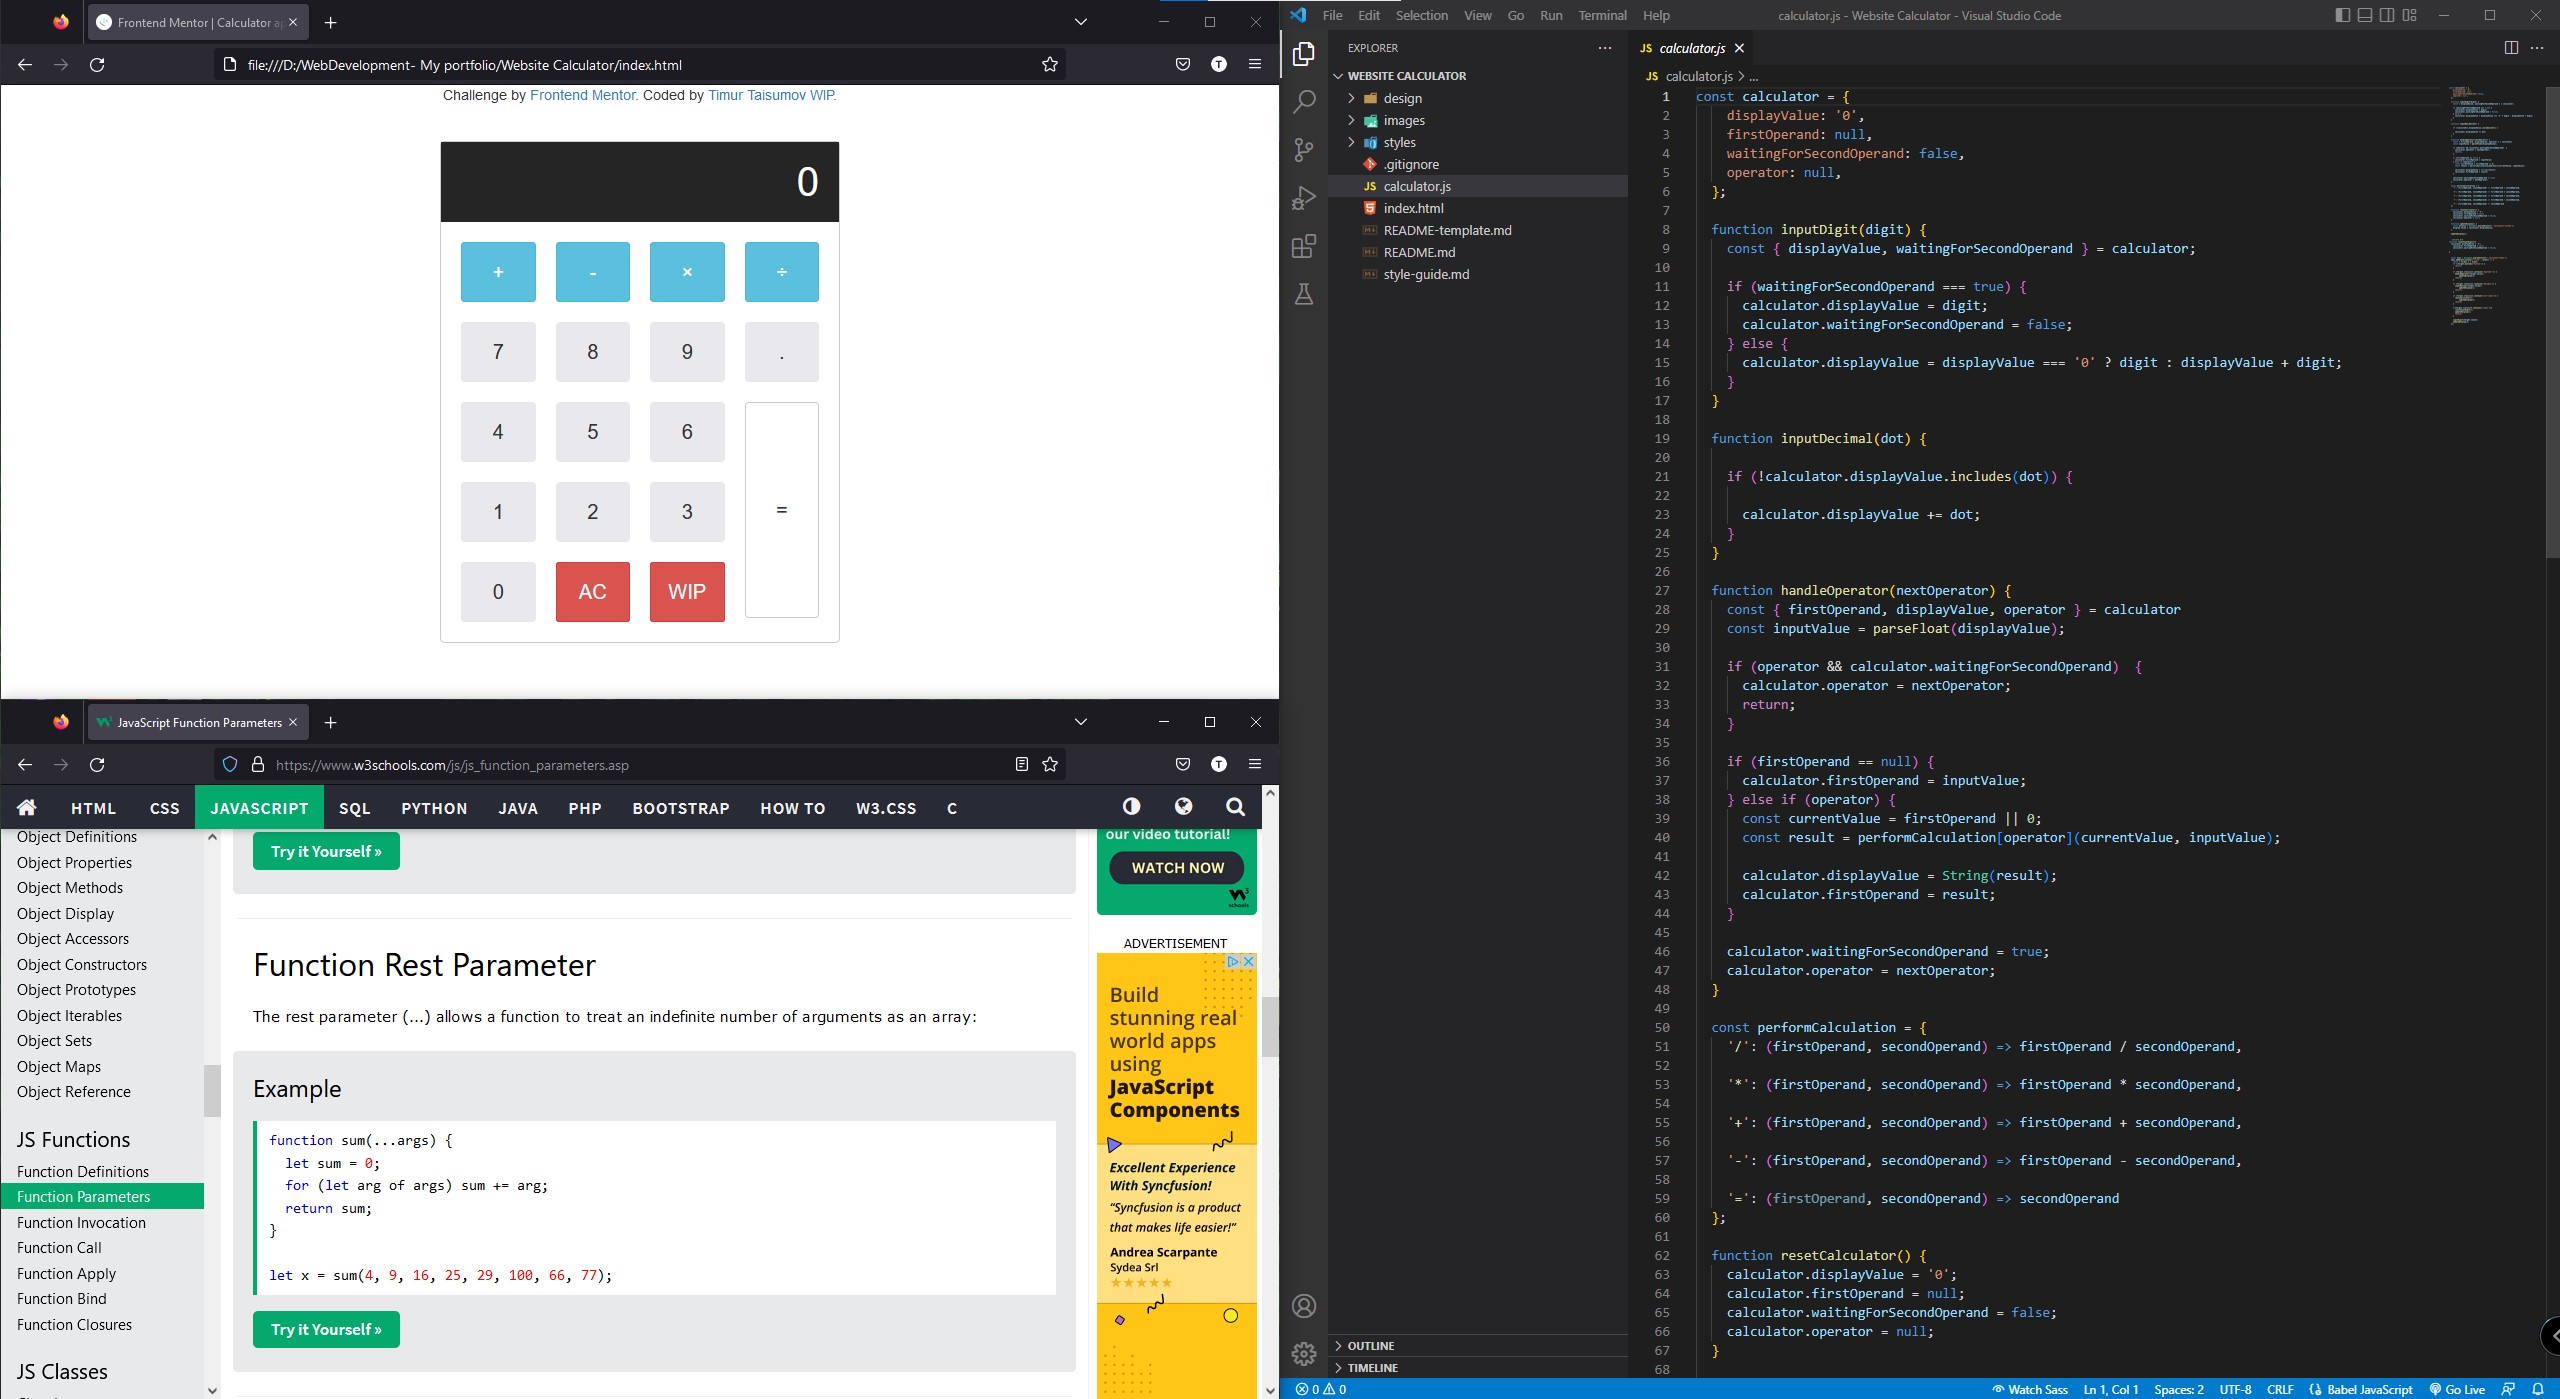 Frontend Mentor | Calculator ap
file:///D:/WebDevelopment- My portfolio/Website Calculator/index.html
T
Challenge by Frontend Mentor. Coded by Timur Taisumov WIP.
0
+ - × ÷
7 8 9 .
4 5 6
1 2 3 =
0 AC WIP
JavaScript Function Parameters
https://www.w3schools.com/js/js_function_parameters.asp
T
HTML CSS JAVASCRIPT SQL PYTHON JAVA PHP BOOTSTRAP HOW TO W3.CSS C
Object Definitions
Object Properties
Object Methods
Object Display
Object Accessors
Object Constructors
Object Prototypes
Object Iterables
Object Sets
Object Maps
Object Reference
JS Functions
Function Definitions
Function Parameters
Function Invocation
Function Call
Function Apply
Function Bind
Function Closures
JS Classes
Try it Yourself »
Function Rest Parameter
The rest parameter (...) allows a function to treat an indefinite number of arguments as an array:
Example
function sum(...args) {
let sum = 0;
for (let arg of args) sum += arg;
return sum;
}
let x = sum(4, 9, 16, 25, 29, 100, 66, 77);
Try it Yourself »
our video tutorial!
WATCH NOW
W3
schools
ADVERTISEMENT
Build
stunning real
world apps
using
JavaScript
Components
Excellent Experience
With Syncfusion!
“Syncfusion is a product
that makes life easier!”
Andrea Scarpante
Sydea Srl
File Edit Selection View Go Run Terminal Help
calculator.js - Website Calculator - Visual Studio Code
EXPLORER
WEBSITE CALCULATOR
design
images
styles
.gitignore
JS calculator.js
index.html
README-template.md
README.md
style-guide.md
OUTLINE
TIMELINE
JS calculator.js
JS calculator.js > ...
1 const calculator = {
2 displayValue: '0',
3 firstOperand: null,
4 waitingForSecondOperand: false,
5 operator: null,
6 };
7
8 function inputDigit(digit) {
9 const { displayValue, waitingForSecondOperand } = calculator;
10
11 if (waitingForSecondOperand === true) {
12 calculator.displayValue = digit;
13 calculator.waitingForSecondOperand = false;
14 } else {
15 calculator.displayValue = displayValue === '0' ? digit : displayValue + digit;
16 }
17 }
18
19 function inputDecimal(dot) {
20
21 if (!calculator.displayValue.includes(dot)) {
22
23 calculator.displayValue += dot;
24 }
25 }
26
27 function handleOperator(nextOperator) {
28 const { firstOperand, displayValue, operator } = calculator
29 const inputValue = parseFloat(displayValue);
30
31 if (operator && calculator.waitingForSecondOperand)  {
32 calculator.operator = nextOperator;
33 return;
34 }
35
36 if (firstOperand == null) {
37 calculator.firstOperand = inputValue;
38 } else if (operator) {
39 const currentValue = firstOperand || 0;
40 const result = performCalculation[operator](currentValue, inputValue);
41
42 calculator.displayValue = String(result);
43 calculator.firstOperand = result;
44 }
45
46 calculator.waitingForSecondOperand = true;
47 calculator.operator = nextOperator;
48 }
49
50 const performCalculation = {
51 '/': (firstOperand, secondOperand) => firstOperand / secondOperand,
52
53 '*': (firstOperand, secondOperand) => firstOperand * secondOperand,
54
55 '+': (firstOperand, secondOperand) => firstOperand + secondOperand,
56
57 '-': (firstOperand, secondOperand) => firstOperand - secondOperand,
58
59 '=': (firstOperand, secondOperand) => secondOperand
60 };
61
62 function resetCalculator() {
63 calculator.displayValue = '0';
64 calculator.firstOperand = null;
65 calculator.waitingForSecondOperand = false;
66 calculator.operator = null;
67 }
68
0 0
Watch Sass Ln 1, Col 1 Spaces: 2 UTF-8 CRLF Babel JavaScript Go Live